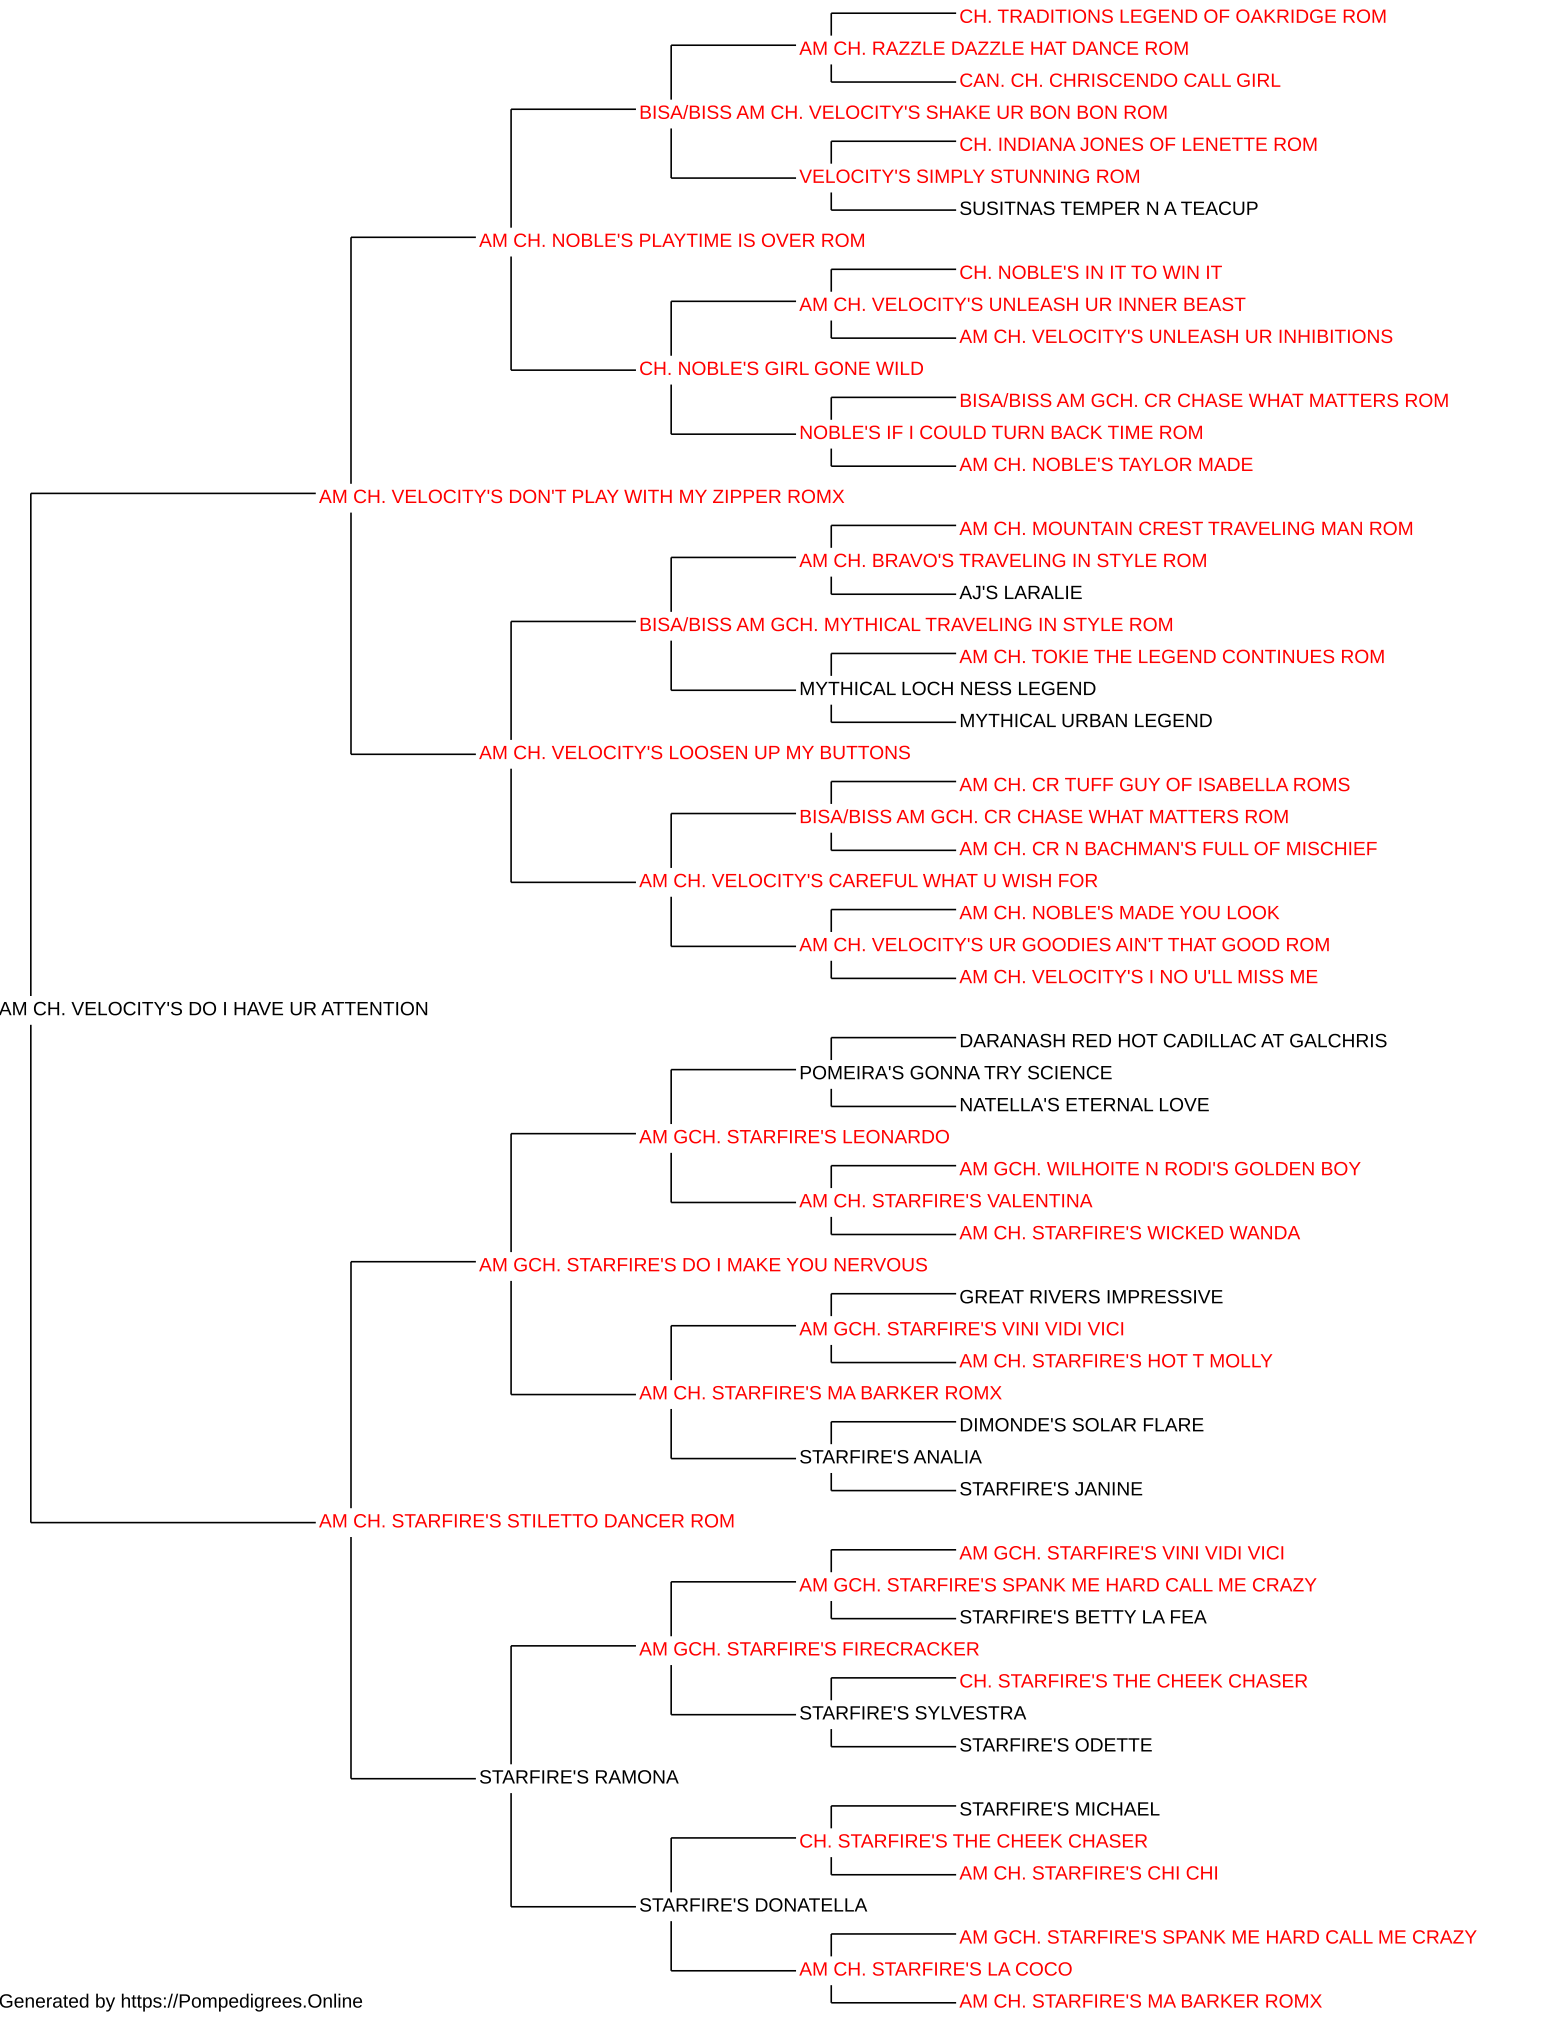 CH. TRADITIONS LEGEND OF OAKRIDGE ROM
AM CH. RAZZLE DAZZLE HAT DANCE ROM
CAN. CH. CHRISCENDO CALL GIRL
BISA/BISS AM CH. VELOCITY'S SHAKE UR BON BON ROM
CH. INDIANA JONES OF LENETTE ROM
VELOCITY'S SIMPLY STUNNING ROM
SUSITNAS TEMPER N A TEACUP
AM CH. NOBLE'S PLAYTIME IS OVER ROM
CH. NOBLE'S IN IT TO WIN IT
AM CH. VELOCITY'S UNLEASH UR INNER BEAST
AM CH. VELOCITY'S UNLEASH UR INHIBITIONS
CH. NOBLE'S GIRL GONE WILD
BISA/BISS AM GCH. CR CHASE WHAT MATTERS ROM
NOBLE'S IF I COULD TURN BACK TIME ROM
AM CH. NOBLE'S TAYLOR MADE
AM CH. VELOCITY'S DON'T PLAY WITH MY ZIPPER ROMX
AM CH. MOUNTAIN CREST TRAVELING MAN ROM
AM CH. BRAVO'S TRAVELING IN STYLE ROM
AJ'S LARALIE
BISA/BISS AM GCH. MYTHICAL TRAVELING IN STYLE ROM
AM CH. TOKIE THE LEGEND CONTINUES ROM
MYTHICAL LOCH NESS LEGEND
MYTHICAL URBAN LEGEND
AM CH. VELOCITY'S LOOSEN UP MY BUTTONS
AM CH. CR TUFF GUY OF ISABELLA ROMS
BISA/BISS AM GCH. CR CHASE WHAT MATTERS ROM
AM CH. CR N BACHMAN'S FULL OF MISCHIEF
AM CH. VELOCITY'S CAREFUL WHAT U WISH FOR
AM CH. NOBLE'S MADE YOU LOOK
AM CH. VELOCITY'S UR GOODIES AIN'T THAT GOOD ROM
AM CH. VELOCITY'S I NO U'LL MISS ME
AM CH. VELOCITY'S DO I HAVE UR ATTENTION
DARANASH RED HOT CADILLAC AT GALCHRIS
POMEIRA'S GONNA TRY SCIENCE
NATELLA'S ETERNAL LOVE
AM GCH. STARFIRE'S LEONARDO
AM GCH. WILHOITE N RODI'S GOLDEN BOY
AM CH. STARFIRE'S VALENTINA
AM CH. STARFIRE'S WICKED WANDA
AM GCH. STARFIRE'S DO I MAKE YOU NERVOUS
GREAT RIVERS IMPRESSIVE
AM GCH. STARFIRE'S VINI VIDI VICI
AM CH. STARFIRE'S HOT T MOLLY
AM CH. STARFIRE'S MA BARKER ROMX
DIMONDE'S SOLAR FLARE
STARFIRE'S ANALIA
STARFIRE'S JANINE
AM CH. STARFIRE'S STILETTO DANCER ROM
AM GCH. STARFIRE'S VINI VIDI VICI
AM GCH. STARFIRE'S SPANK ME HARD CALL ME CRAZY
STARFIRE'S BETTY LA FEA
AM GCH. STARFIRE'S FIRECRACKER
CH. STARFIRE'S THE CHEEK CHASER
STARFIRE'S SYLVESTRA
STARFIRE'S ODETTE
STARFIRE'S RAMONA
STARFIRE'S MICHAEL
CH. STARFIRE'S THE CHEEK CHASER
AM CH. STARFIRE'S CHI CHI
STARFIRE'S DONATELLA
AM GCH. STARFIRE'S SPANK ME HARD CALL ME CRAZY
AM CH. STARFIRE'S LA COCO
AM CH. STARFIRE'S MA BARKER ROMX
Generated by https://Pompedigrees.Online